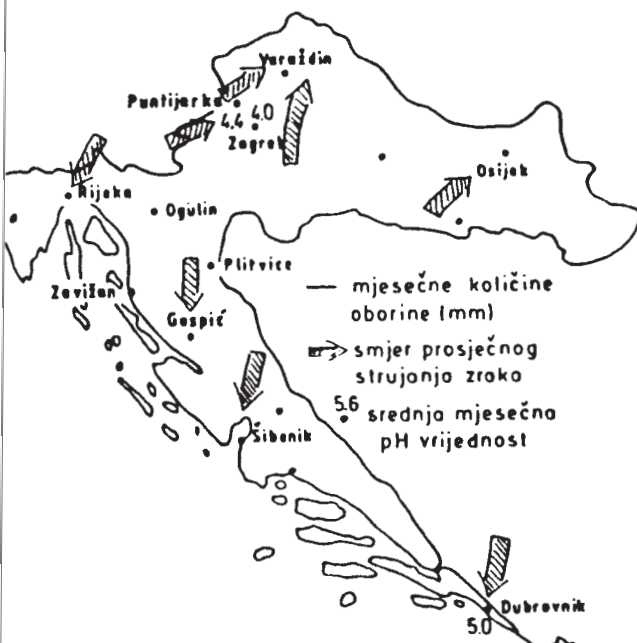 Varaždin
Puntijarka
4.4 4.0
Zagreb
Rijeka
Osijek
Ogulin
Plitvice
Zavižan
Gospić
mjesečne količine
oborine (mm)
smjer prosječnog
strujanja zraka
5.6
srednja mjesečna
pH vrijednost
Šibenik
Dubrovnik
5.0